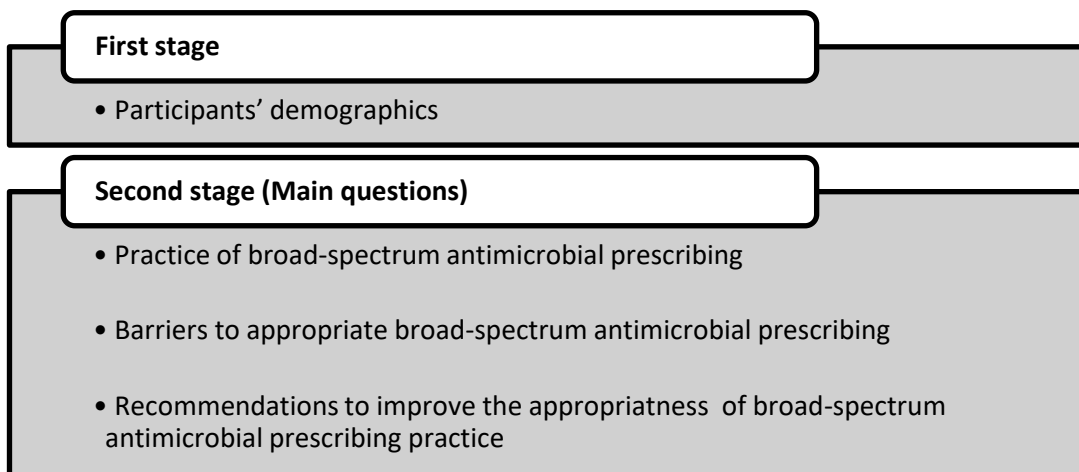 First stage
• Participants’ demographics
Second stage (Main questions)
• Practice of broad-spectrum antimicrobial prescribing
• Barriers to appropriate broad-spectrum antimicrobial prescribing
• Recommendations to improve the appropriatness of broad-spectrum
antimicrobial prescribing practice